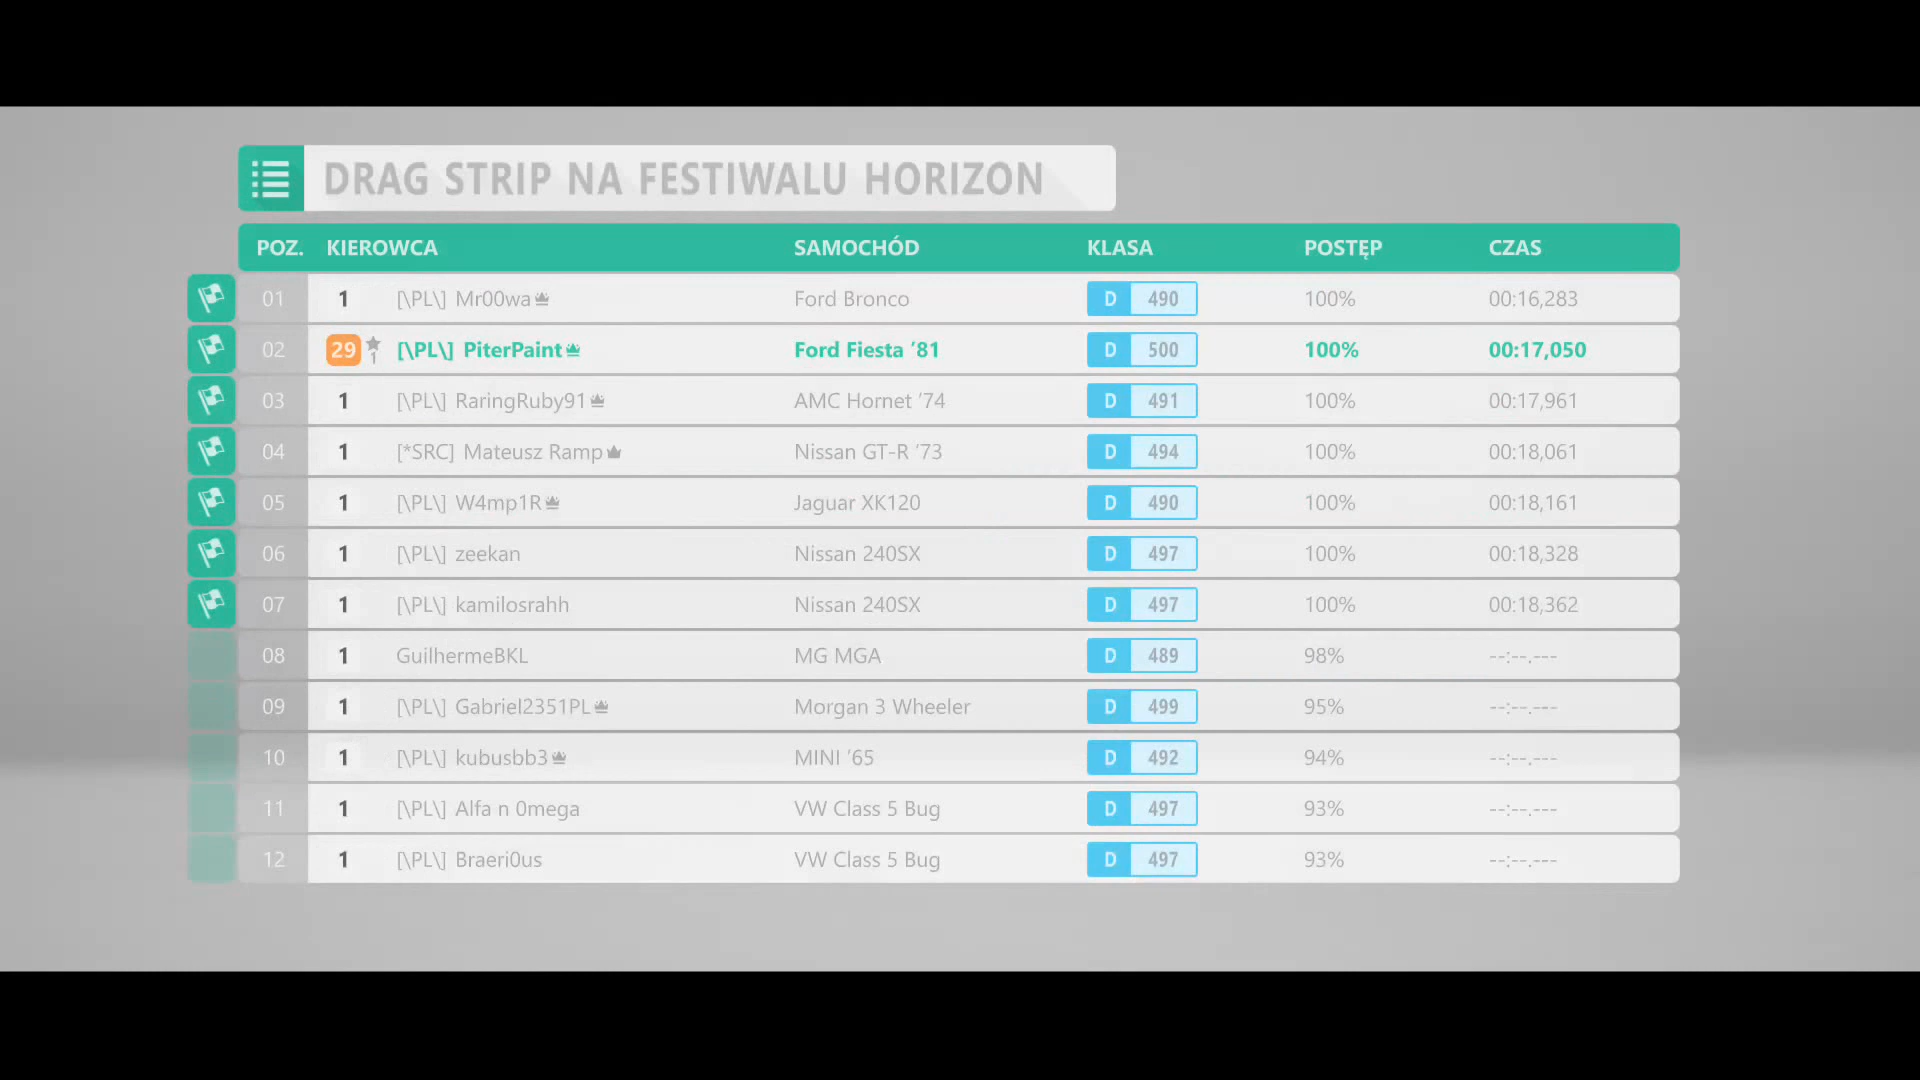 DRAG STRIP NA FESTIWALU HORIZON
POZ. KIEROWCA SAMOCHÓD KLASA POSTĘP CZAS
01 1 [\PL\] Mr00wa Ford Bronco D 490 100% 00:16,283
02 29 1 [\PL\] PiterPaint Ford Fiesta ’81 D 500 100% 00:17,050
03 1 [\PL\] RaringRuby91 AMC Hornet ’74 D 491 100% 00:17,961
04 1 [*SRC] Mateusz Ramp Nissan GT-R ’73 D 494 100% 00:18,061
05 1 [\PL\] W4mp1R Jaguar XK120 D 490 100% 00:18,161
06 1 [\PL\] zeekan Nissan 240SX D 497 100% 00:18,328
07 1 [\PL\] kamilosrahh Nissan 240SX D 497 100% 00:18,362
08 1 GuilhermeBKL MG MGA D 489 98% --:--.---
09 1 [\PL\] Gabriel2351PL Morgan 3 Wheeler D 499 95% --:--.---
10 1 [\PL\] kubusbb3 MINI ’65 D 492 94% --:--.---
11 1 [\PL\] Alfa n 0mega VW Class 5 Bug D 497 93% --:--.---
12 1 [\PL\] Braeri0us VW Class 5 Bug D 497 93% --:--.---